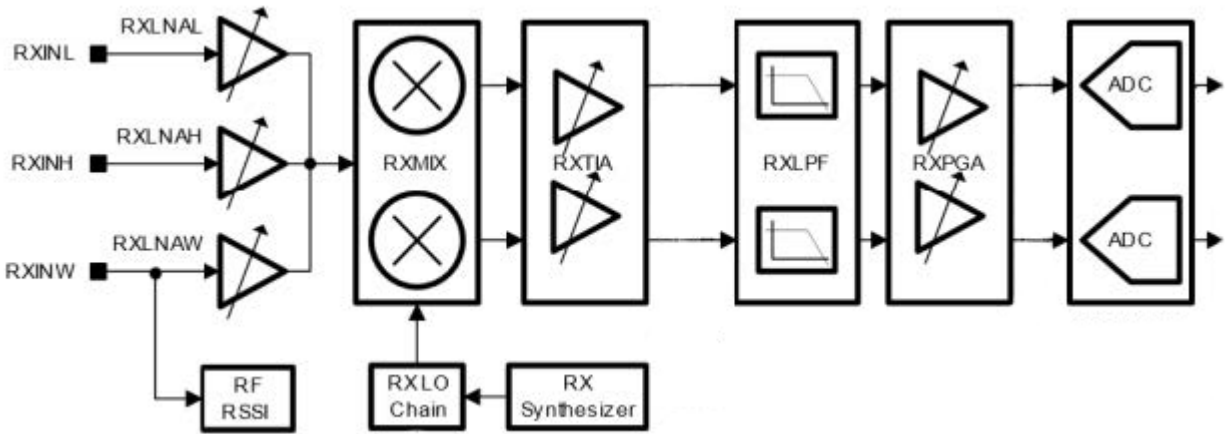 RXLNAL
RXINL
RXLNAH
RXINH
RXLNAW
RXINW
RF
RSSI
RXMIX
RXLO
Chain
RX
Synthesizer
RXTIA
RXLPF
RXPGA
ADC
ADC